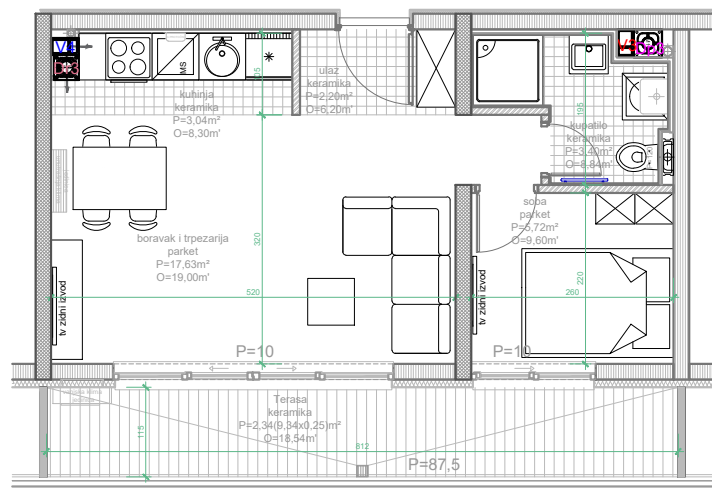 MS
ulaz
keramika
P=2,20m²
O=6,20m'
kuhinja
keramika
P=3,04m²
O=8,30m'
105
195
kupatilo
keramika
P=3,40m²
O=8,84m'
soba
parket
P=5,72m²
O=9,60m'
boravak i trpezarija
parket
P=17,63m²
O=19,00m'
320
220
520
260
tv zidni izvod
tv zidni izvod
P=10
P=10
Terasa
keramika
P=2,34(9,34x0,25)m²
O=18,54m'
115
812
P=87,5